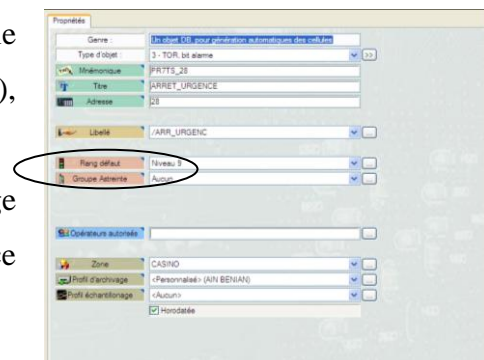 e
),
ge
ce
Propriétés
Genre : Un objet DB, pour génération automatiques des cellules
Type d'objet : 3 - TOR, bit alarme >>
Mnémonique PR7TS_28
Titre ARRET_URGENCE
Adresse 28
Libellé /ARR_URGENC ...
Rang défaut Niveau 9 ...
Groupe Astreinte Aucun ...
Opérateurs autorisés ...
Zone CASINO ...
Profil d'archivage <Personnalisé> (AIN BENIAN) ...
Profil échantillonage <Aucun> ...
Horodatée